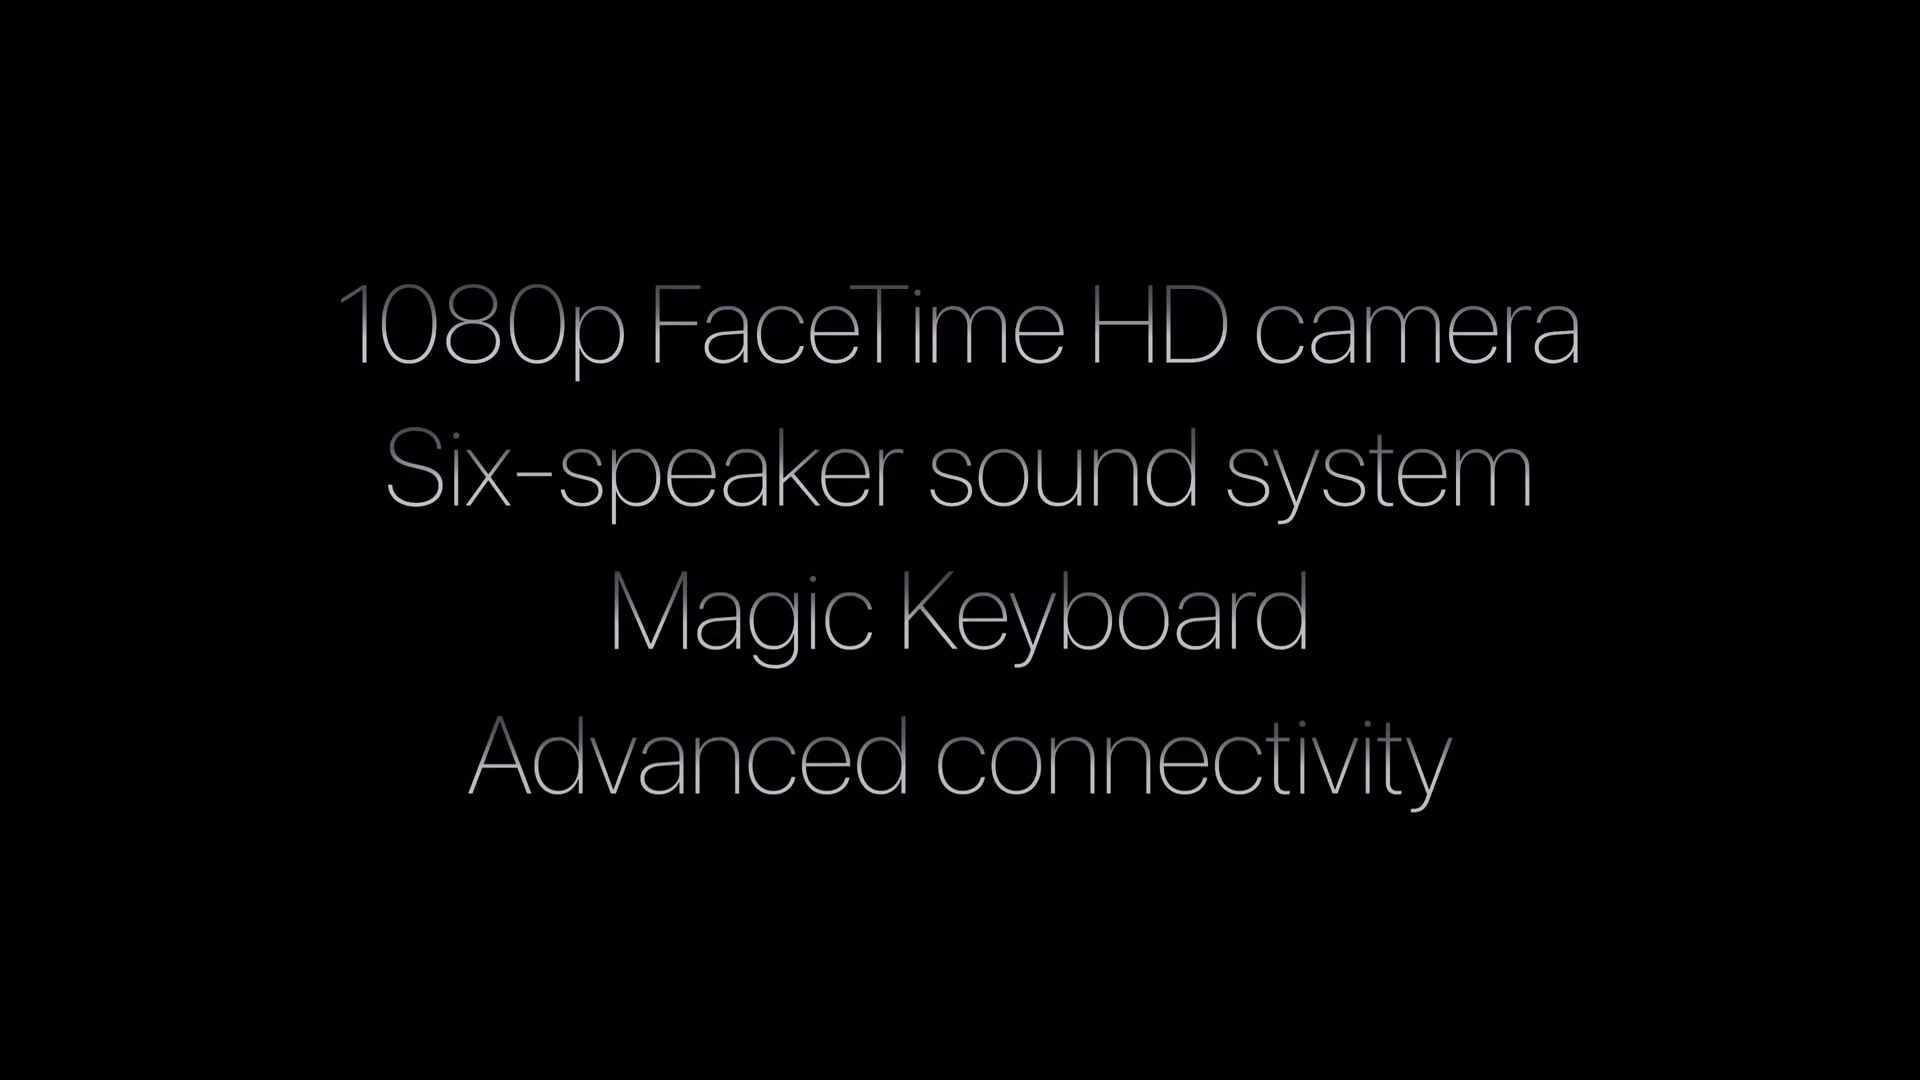 1080p FaceTime HD camera
Six-speaker sound system
Magic Keyboard
Advanced connectivity